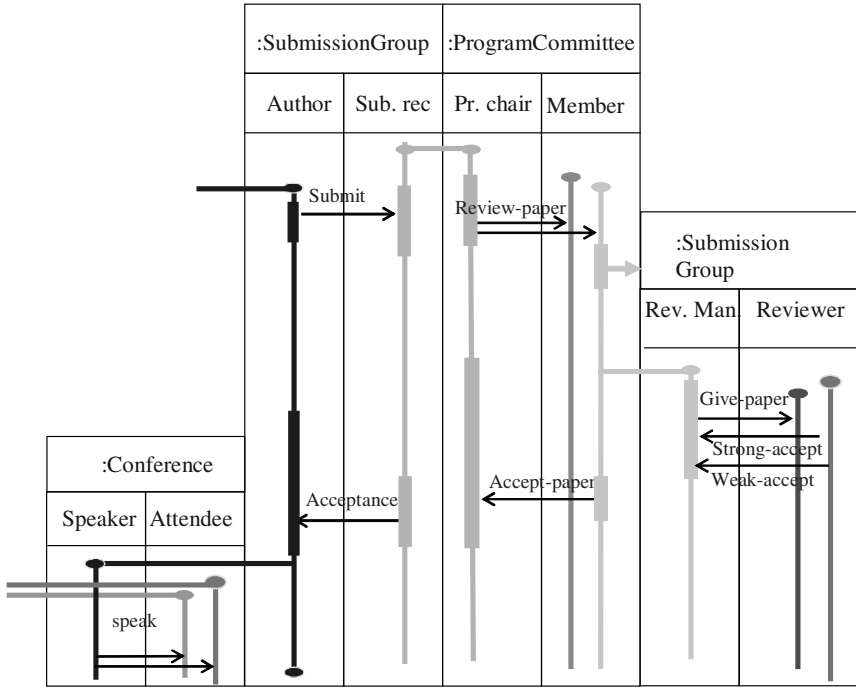 :SubmissionGroup :ProgramCommittee
Author Sub. rec Pr. chair Member
Submit
Review-paper
:Submission
Group
Rev. Man. Reviewer
Give-paper
Strong-accept
Weak-accept
:Conference
Acceptance
Accept-paper
Speaker Attendee
speak